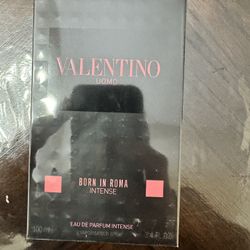 VALENTINO
UOMO
BORN IN ROMA
INTENSE
EAU DE PARFUM INTENSE
100 ml